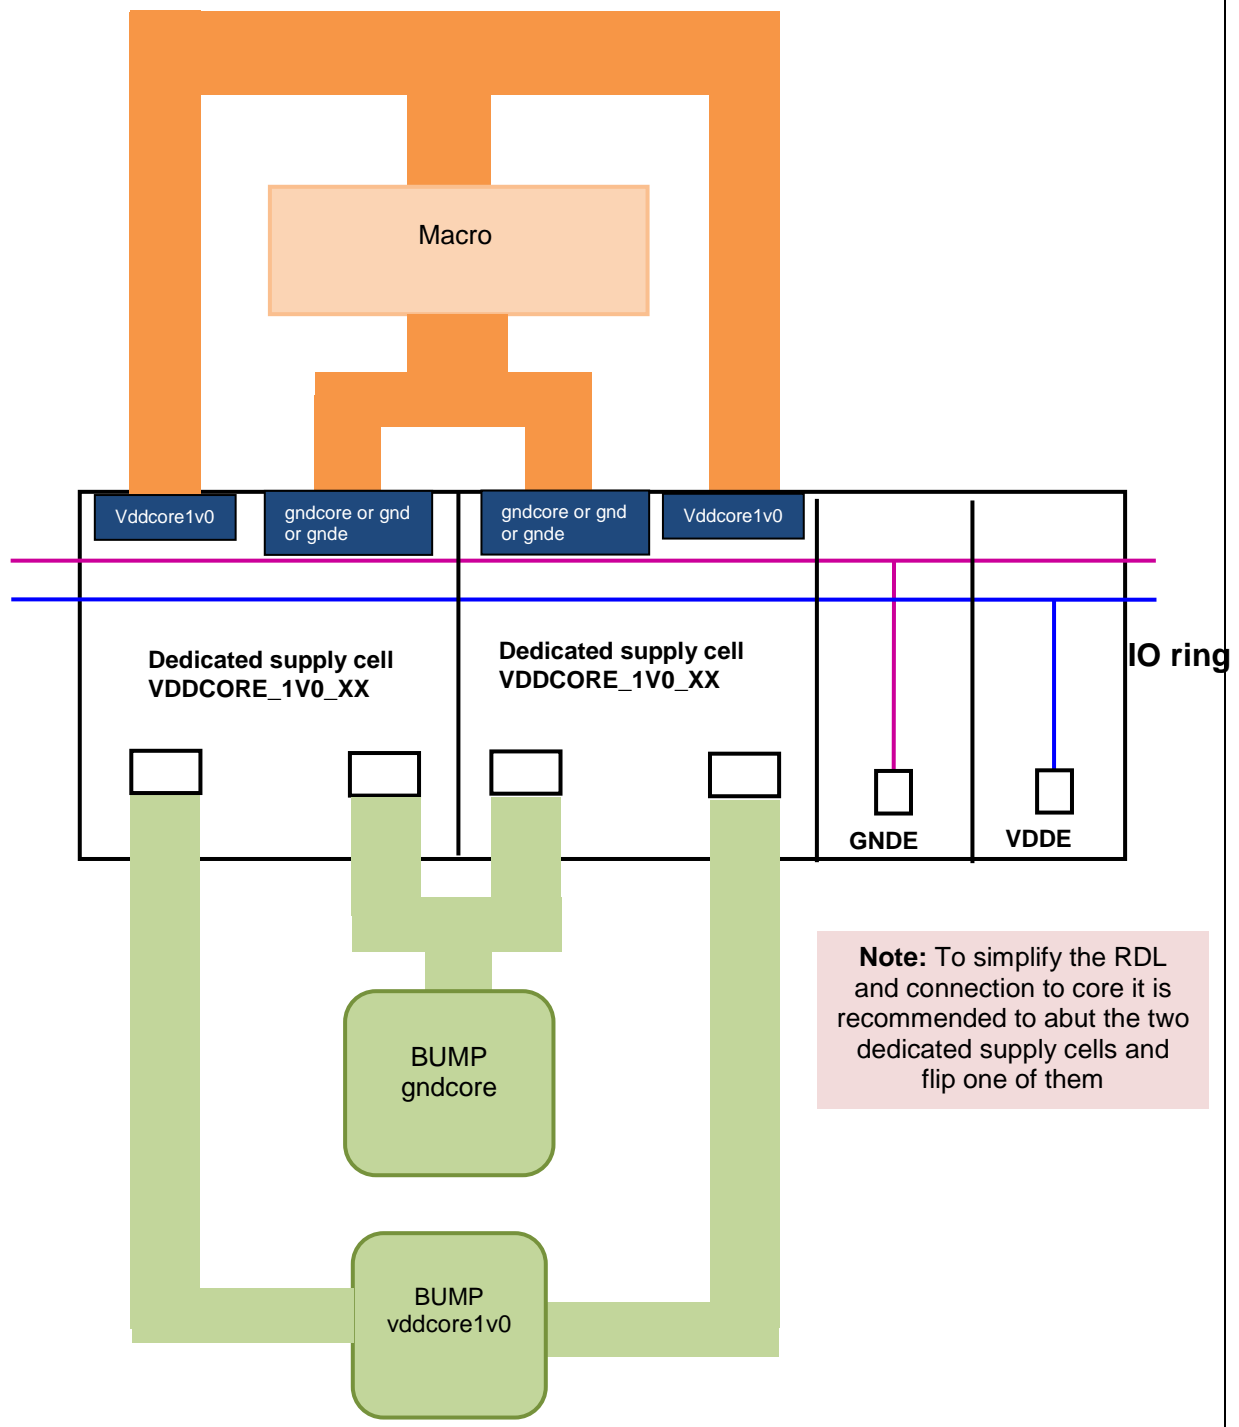 Macro
Vddcore1v0
gndcore or gnd
or gnde
gndcore or gnd
or gnde
Vddcore1v0
Dedicated supply cell
VDDCORE_1V0_XX
Dedicated supply cell
VDDCORE_1V0_XX
IO ring
GNDE
VDDE
Note: To simplify the RDL
and connection to core it is
recommended to abut the two
dedicated supply cells and
flip one of them
BUMP
gndcore
BUMP
vddcore1v0